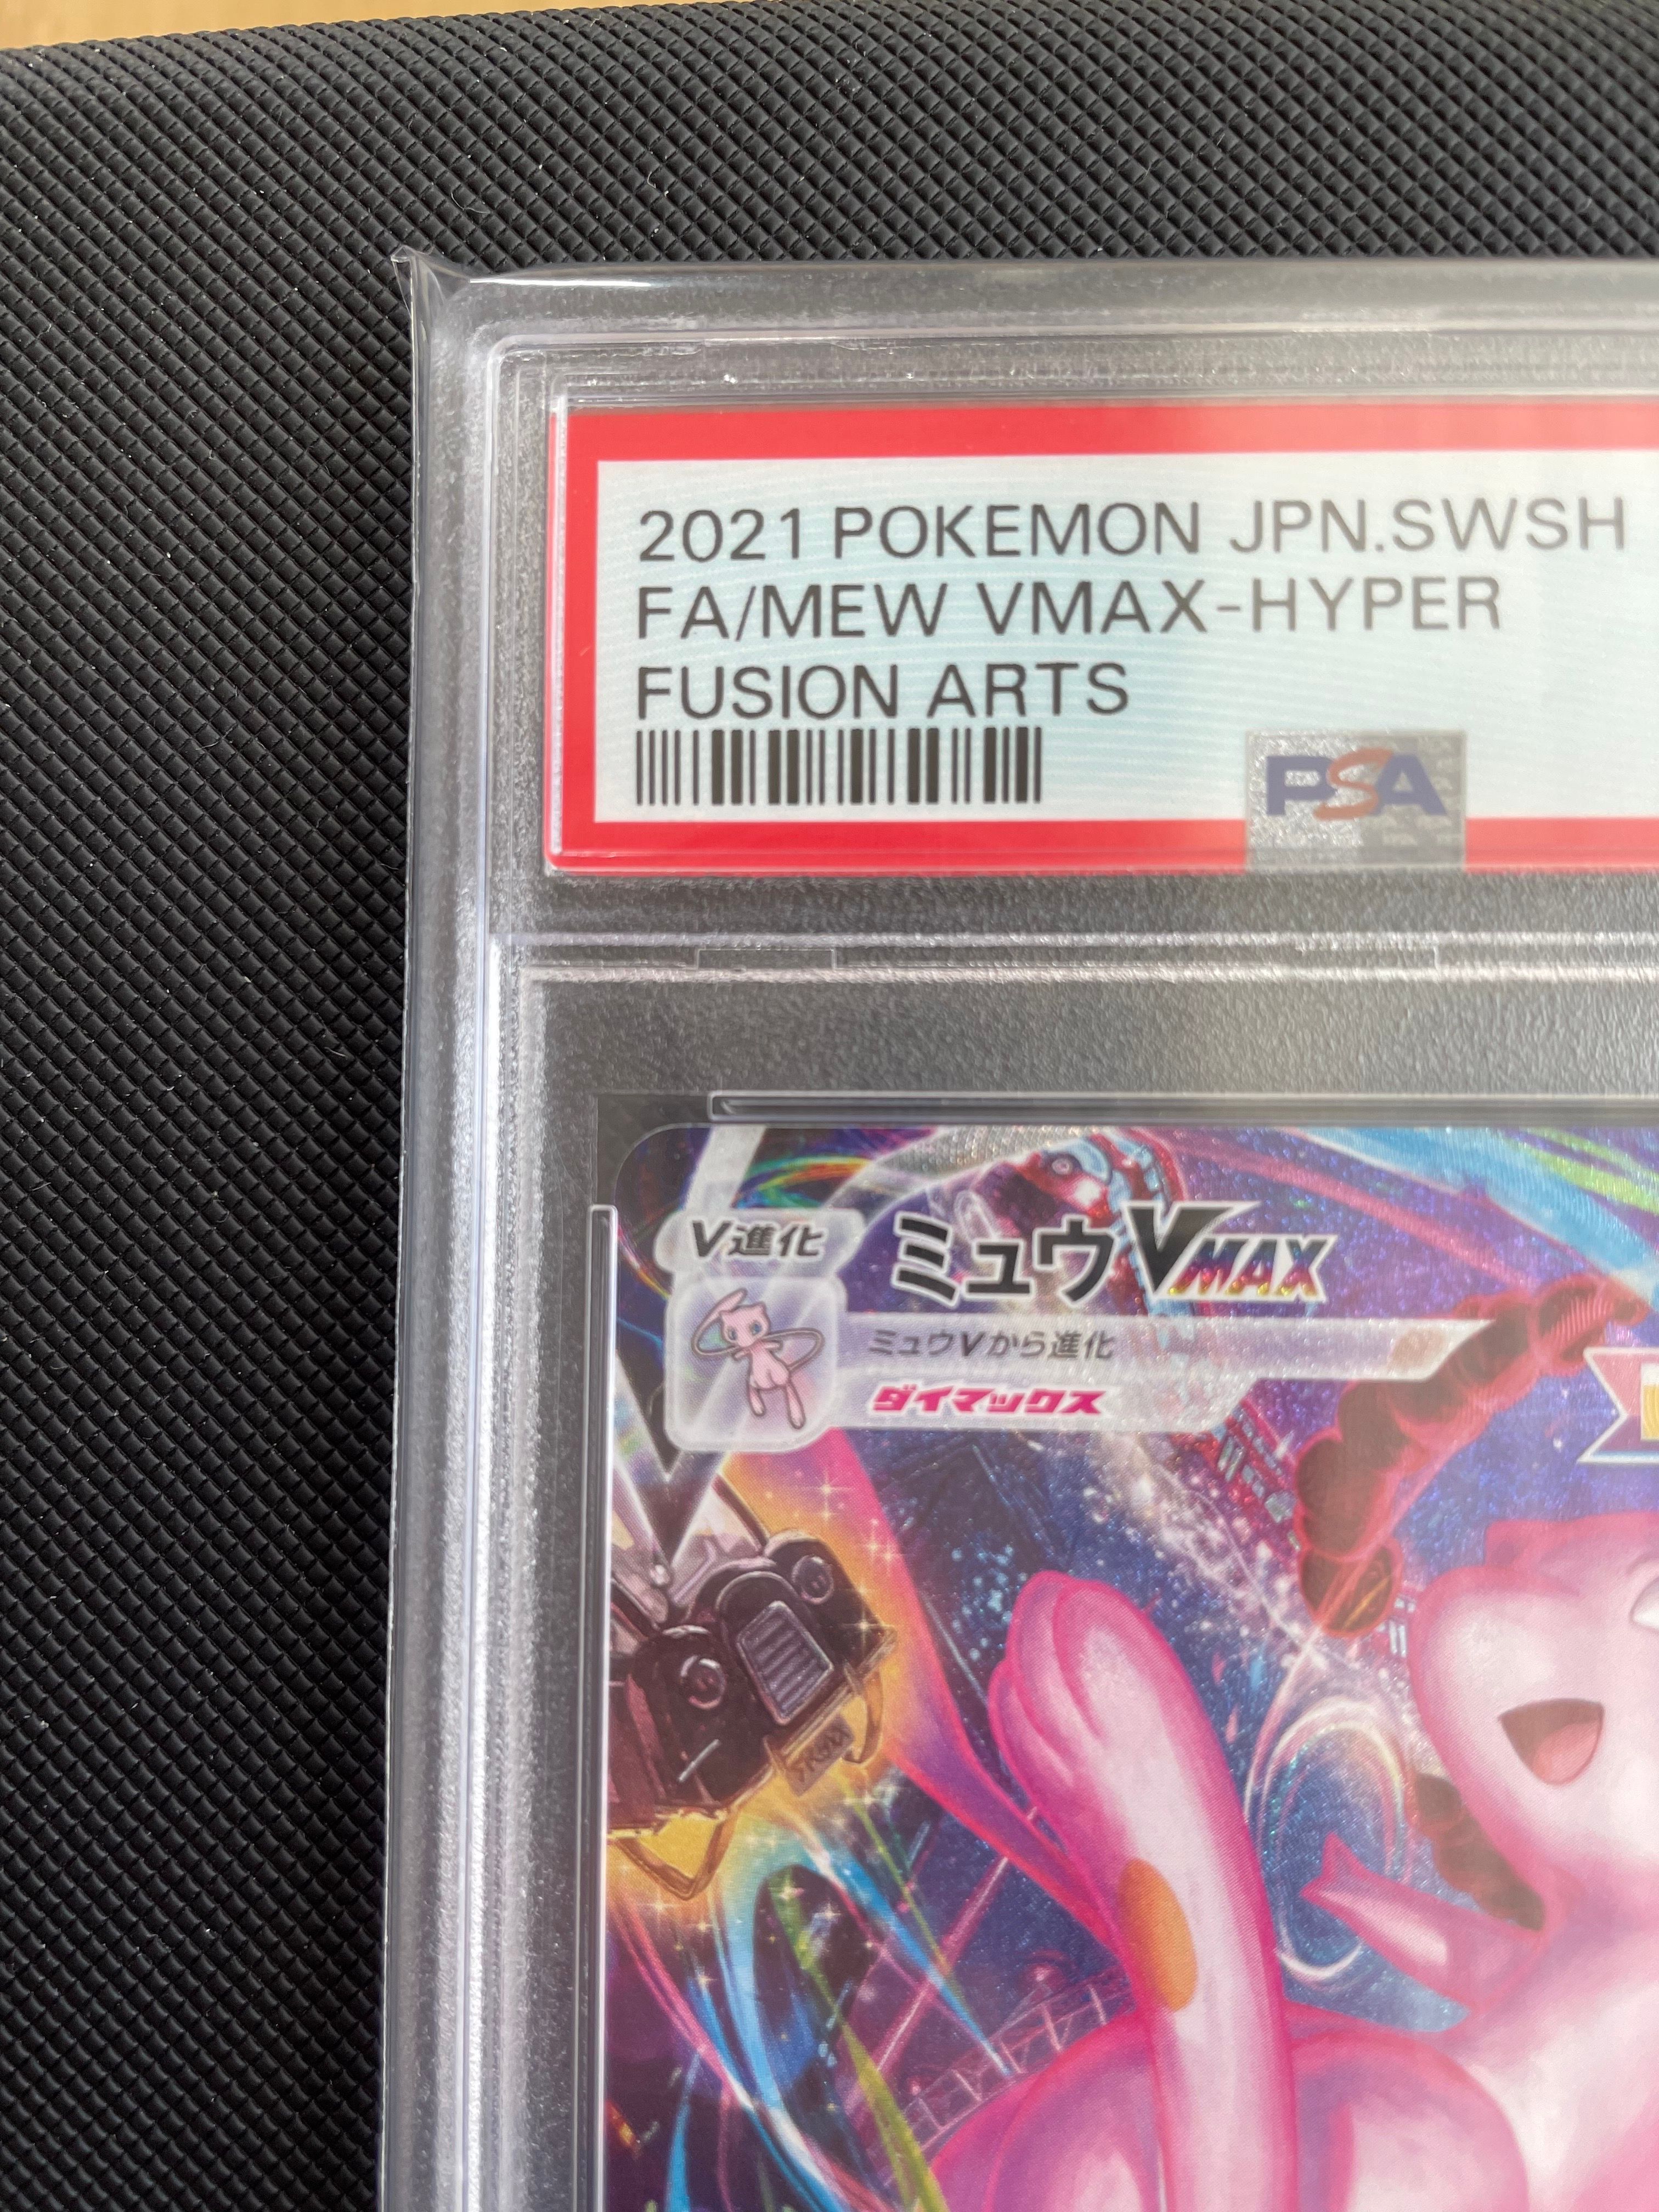 2021 POKEMON JPN.SWSH
FA/MEW VMAX-HYPER
FUSION ARTS
PSA
V進化
ミュウVMAX
ミュウVから進化
ダイマックス